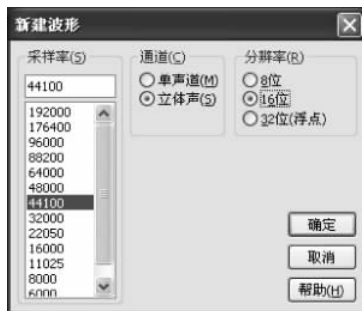 新建波形
采样率(S)
44100
192000
176400
96000
88200
64000
48000
44100
32000
22050
16000
11025
8000
6000
通道(C)
单声道(M)
立体声(S)
分辨率(R)
8位
16位
32位(浮点)
确定
取消
帮助(H)